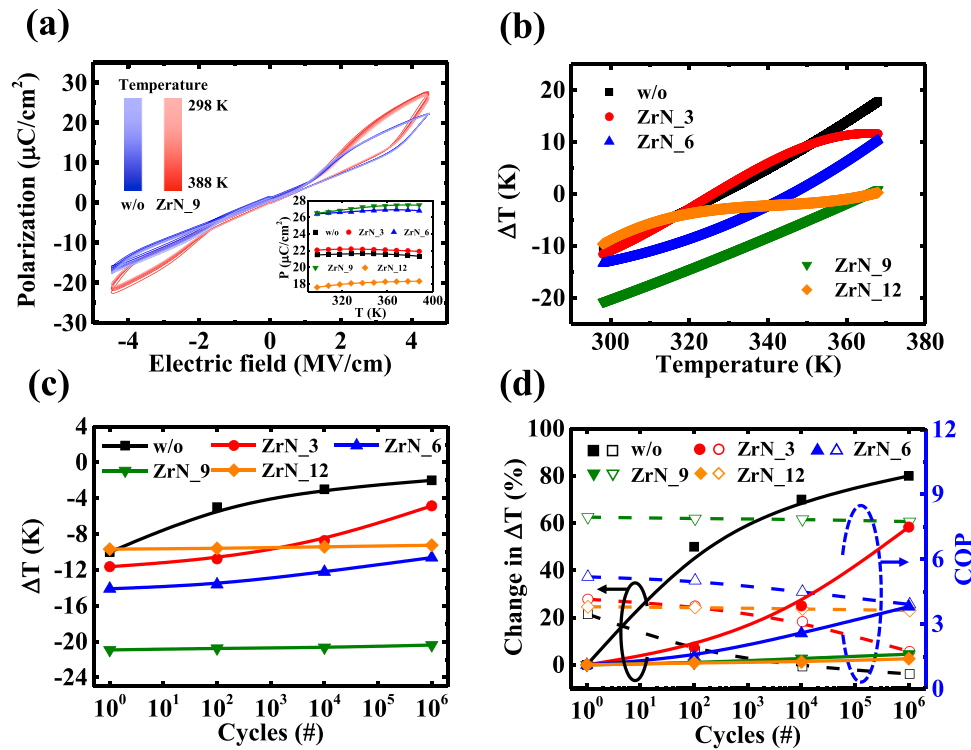 (a)
Polarization (μC/cm²)
30
20
10
0
-10
-20
-30
Temperature
298 K
388 K
w/o ZrN_9
P (μC/cm²)
28
26
24
22
20
18
w/o ZrN_3 ZrN_6
ZrN_9 ZrN_12
320 360 400
T (K)
-4 -2 0 2 4
Electric field (MV/cm)
(b)
ΔT (K)
20
10
0
-10
-20
w/o
ZrN_3
ZrN_6
ZrN_9
ZrN_12
300 320 340 360 380
Temperature (K)
(c)
ΔT (K)
4
0
-4
-8
-12
-16
-20
-24
w/o ZrN_3 ZrN_6
ZrN_9 ZrN_12
10⁰ 10¹ 10² 10³ 10⁴ 10⁵ 10⁶
Cycles (#)
(d)
Change in ΔT (%)
100
80
60
40
20
0
w/o ZrN_3 ZrN_6
ZrN_9 ZrN_12
12
9
6
3
0
COP
10⁰ 10¹ 10² 10³ 10⁴ 10⁵ 10⁶
Cycles (#)